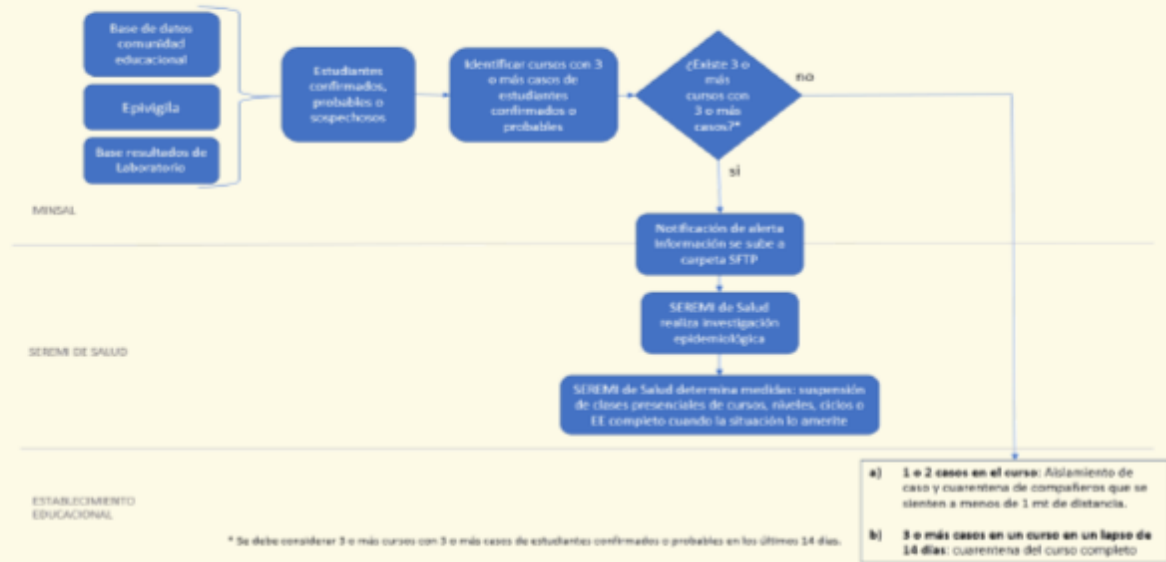 Base de datos
comunidad
educacional
Epivigila
Base resultados de
Laboratorio
Estudiantes
confirmados,
probables o
sospechosos
Identificar cursos con 3
o más casos de
estudiantes
confirmados o
probables
¿Existe 3 o
más
cursos con
3 o más
casos?*
no
si
MINSAL
Notificación de alerta
Información se sube a
carpeta SFTP
SEREMI de Salud
realiza investigación
epidemiológica
SEREMI DE SALUD
SEREMI de Salud determina medidas: suspensión
de clases presenciales de cursos, niveles, ciclos o
EE completo cuando la situación lo amerite
ESTABLECIMIENTO
EDUCACIONAL
a) 1 o 2 casos en el curso: Aislamiento de
caso y cuarentena de compañeros que se
sienten a menos de 1 mt de distancia.
b) 3 o más casos en un curso en un lapso de
14 días: cuarentena del curso completo
* Se debe considerar 3 o más cursos con 3 o más casos de estudiantes confirmados o probables en los últimos 14 días.